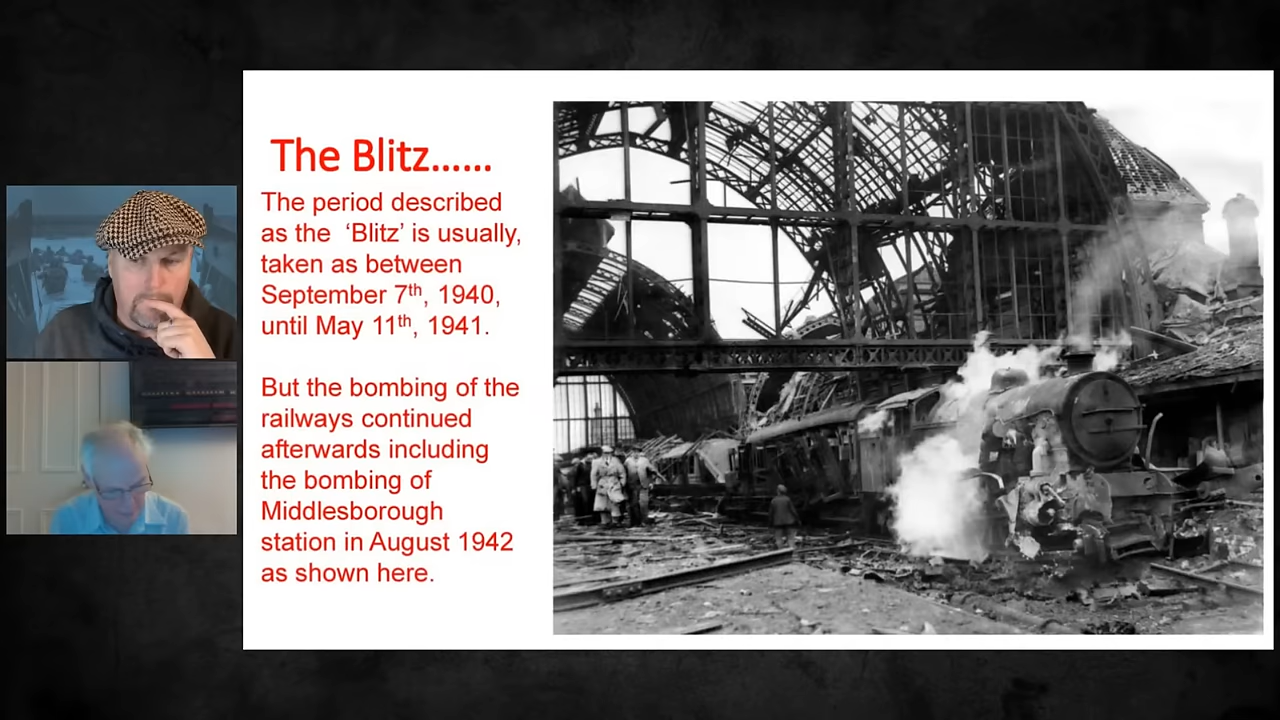 The Blitz......
The period described
as the ‘Blitz’ is usually,
taken as between
September 7th, 1940,
until May 11th, 1941.
But the bombing of the
railways continued
afterwards including
the bombing of
Middlesborough
station in August 1942
as shown here.